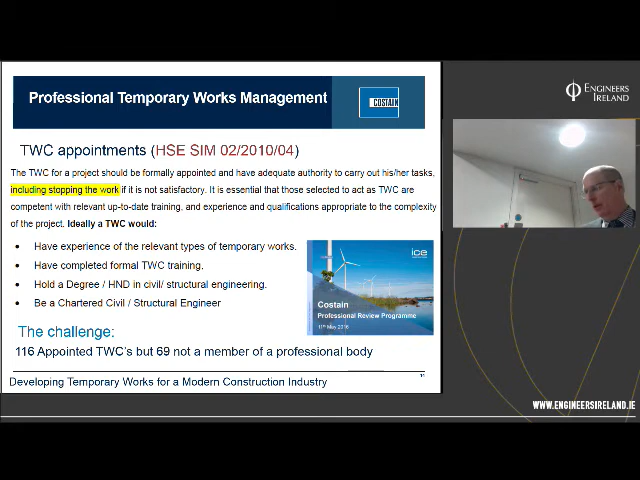 Professional Temporary Works Management
COSTAIN
ENGINEERS
IRELAND
TWC appointments (HSE SIM 02/2010/04)
The TWC for a project should be formally appointed and have adequate authority to carry out his/her tasks,
including stopping the work if it is not satisfactory. It is essential that those selected to act as TWC are
competent with relevant up-to-date training, and experience and qualifications appropriate to the complexity
of the project. Ideally a TWC would:
• Have experience of the relevant types of temporary works.
• Have completed formal TWC training.
• Hold a Degree / HND in civil/ structural engineering.
• Be a Chartered Civil / Structural Engineer
ice
Costain
Professional Review Programme
11th May 2016
The challenge:
116 Appointed TWC's but 69 not a member of a professional body
Developing Temporary Works for a Modern Construction Industry
WWW.ENGINEERSIRELAND.IE